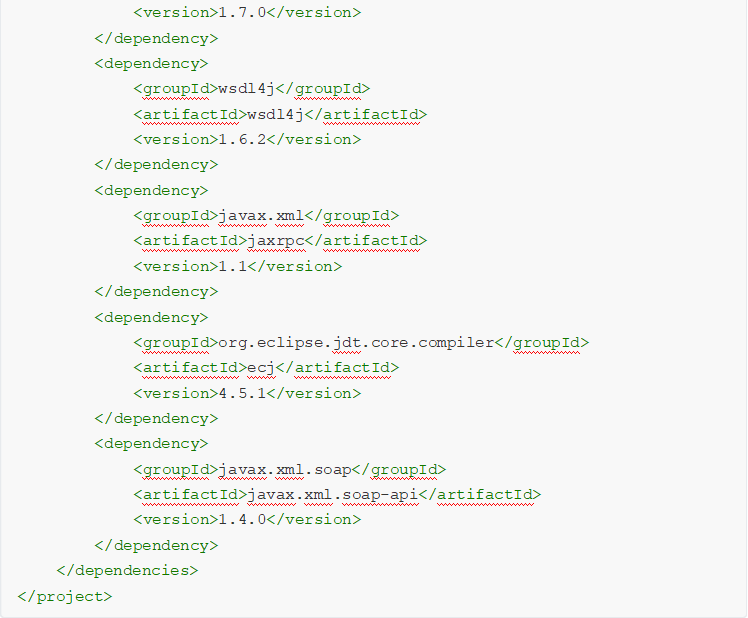 <version>1.7.0</version>
</dependency>
<dependency>
<groupId>wsdl4j</groupId>
<artifactId>wsdl4j</artifactId>
<version>1.6.2</version>
</dependency>
<dependency>
<groupId>javax.xml</groupId>
<artifactId>jaxrpc</artifactId>
<version>1.1</version>
</dependency>
<dependency>
<groupId>org.eclipse.jdt.core.compiler</groupId>
<artifactId>ecj</artifactId>
<version>4.5.1</version>
</dependency>
<dependency>
<groupId>javax.xml.soap</groupId>
<artifactId>javax.xml.soap-api</artifactId>
<version>1.4.0</version>
</dependency>
</dependencies>
</project>